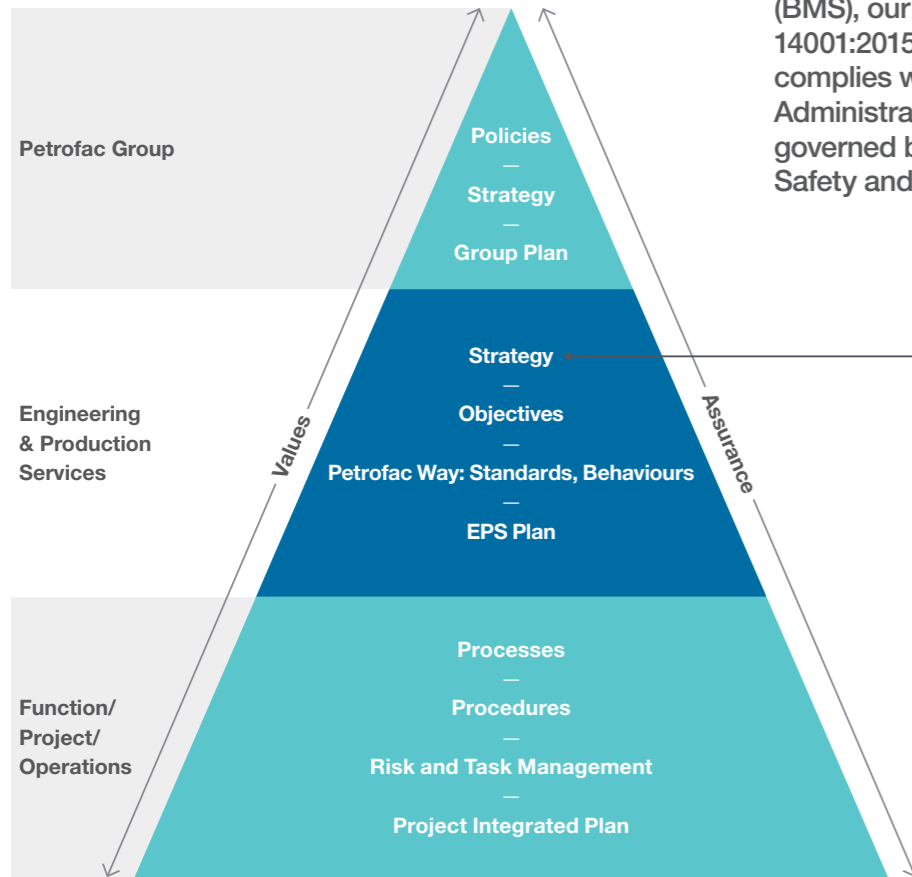 (BMS), our
14001:2015
complies w
Administra
governed b
Safety and
Petrofac Group
Policies
—
Strategy
—
Group Plan
Engineering
& Production
Services
Values
Strategy
—
Objectives
—
Petrofac Way: Standards, Behaviours
—
EPS Plan
Assurance
Function/
Project/
Operations
Processes
—
Procedures
—
Risk and Task Management
—
Project Integrated Plan